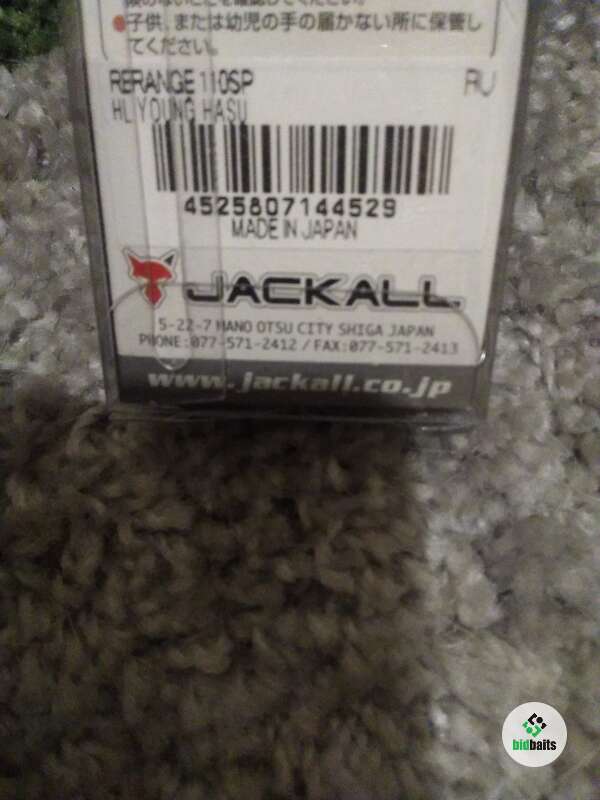 ●子供、または幼児の手の届かない所に保管し
てください。
RERANGE 110SP RU
HL YOUNG HASU
4525807144529
MADE IN JAPAN
JACKALL
5-22-7 MANO OTSU CITY SHIGA JAPAN
PHONE:077-571-2412 / FAX:077-571-2413
www.jackall.co.jp
bidbaits